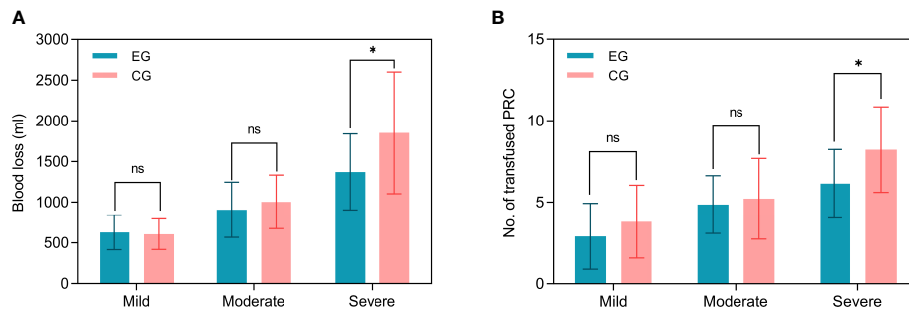 A
Blood loss (ml)
3000
2500
2000
1500
1000
500
0
EG
CG
ns
ns
*
Mild Moderate Severe
B
No. of transfused PRC
15
10
5
0
EG
CG
ns
ns
*
Mild Moderate Severe